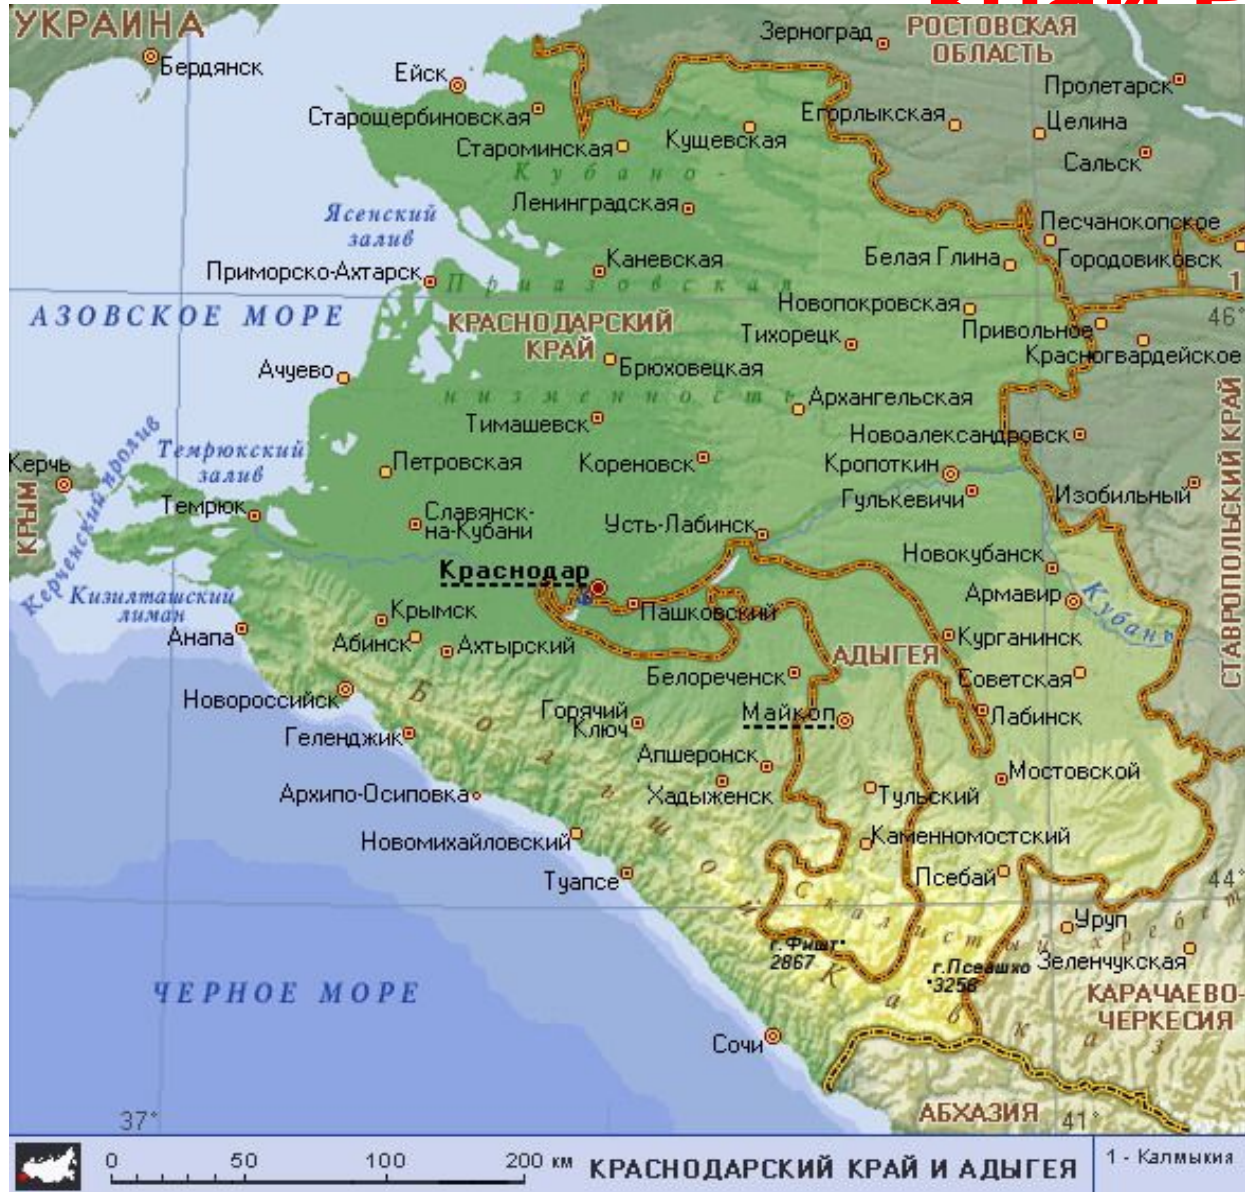 УКРАИНА
РОСТОВСКАЯ
ОБЛАСТЬ
Зерноград
Бердянск
Ейск
Пролетарск
Старощербиновская
Егорлыкская
Целина
Кущевская
Староминская
Сальск
Кубано-
Ленинградская
Ясенский
залив
Песчанокопское
Каневская
Белая Глина
Городовиковск
Приморско-Ахтарск
Приазовская
1
АЗОВСКОЕ МОРЕ
Новопокровская
46°
КРАСНОДАРСКИЙ
КРАЙ
Тихорецк
Привольное
Красногвардейское
Ачуево
Брюховецкая
низменность
Архангельская
Тимашевск
Новоалександровск
СТАВРОПОЛЬСКИЙ КРАЙ
Керченский пролив
Темрюкский
залив
Керчь
КРЫМ
Петровская
Кореновск
Кропоткин
Гулькевичи
Изобильный
Темрюк
Славянск-
на-Кубани
Усть-Лабинск
Новокубанск
Краснодар
Кизилташский
лиман
Крымск
Пашковский
Армавир
Кубань
Анапа
Абинск
Ахтырский
Курганинск
АДЫГЕЯ
Белореченск
Советская
Новороссийск
Горячий
Ключ
Майкоп
Лабинск
Геленджик
Апшеронск
Мостовской
Архипо-Осиповка
Хадыженск
Тульский
Новомихайловский
Каменномостский
Туапсе
Псебай
44°
Большой Кавказ
Скалистый хребет
Уруп
г.Фишт
2867
г.Псеашхо
3256
Зеленчукская
ЧЕРНОЕ МОРЕ
КАРАЧАЕВО-
ЧЕРКЕСИЯ
Сочи
АБХАЗИЯ
37°
41°
0 50 100 200 км
КРАСНОДАРСКИЙ КРАЙ И АДЫГЕЯ
1 - Калмыкия